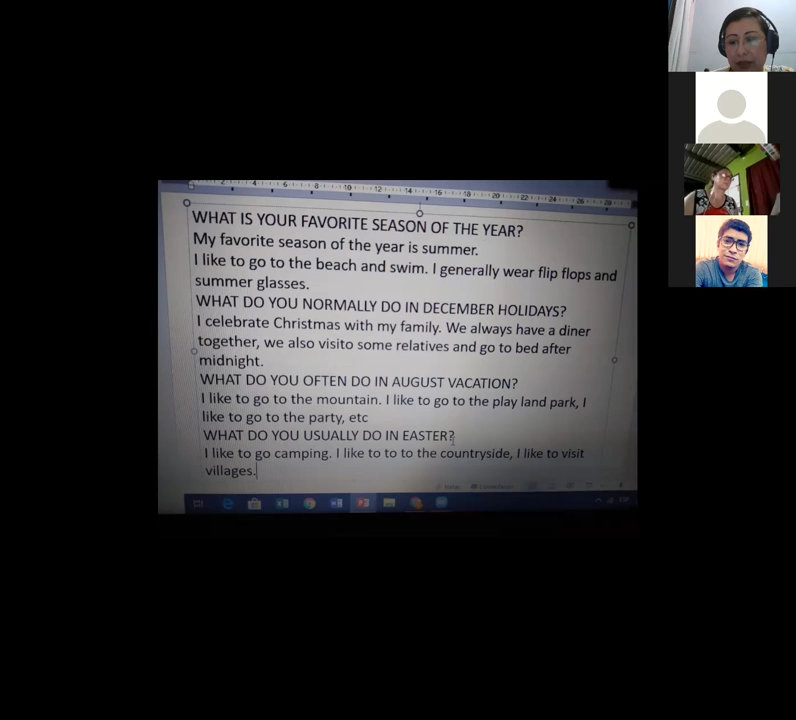 WHAT IS YOUR FAVORITE SEASON OF THE YEAR?
My favorite season of the year is summer.
I like to go to the beach and swim. I generally wear flip flops and
summer glasses.
WHAT DO YOU NORMALLY DO IN DECEMBER HOLIDAYS?
I celebrate Christmas with my family. We always have a diner
together, we also visito some relatives and go to bed after
midnight.
WHAT DO YOU OFTEN DO IN AUGUST VACATION?
I like to go to the mountain. I like to go to the play land park, I
like to go to the party, etc
WHAT DO YOU USUALLY DO IN EASTER?
I like to go camping. I like to to to the countryside, I like to visit
villages.